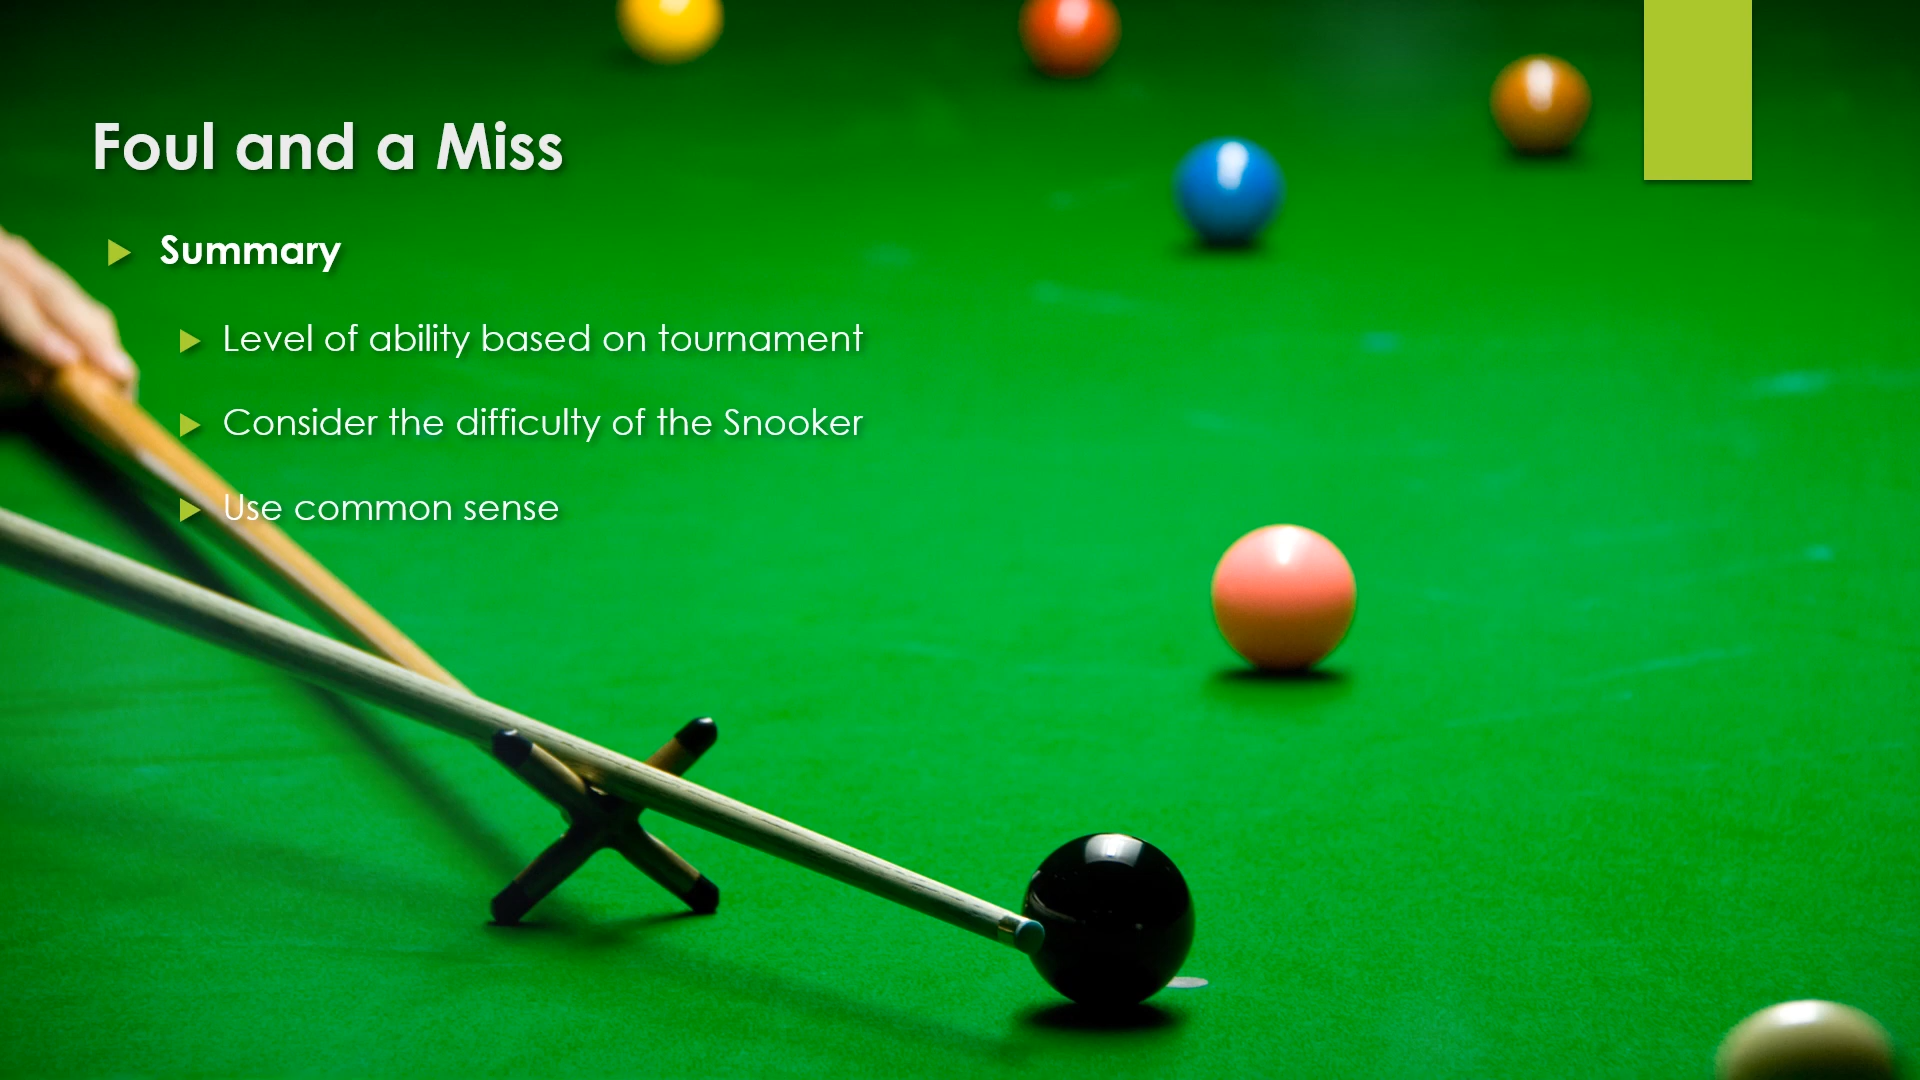 Foul and a Miss
Summary
Level of ability based on tournament
Consider the difficulty of the Snooker
Use common sense